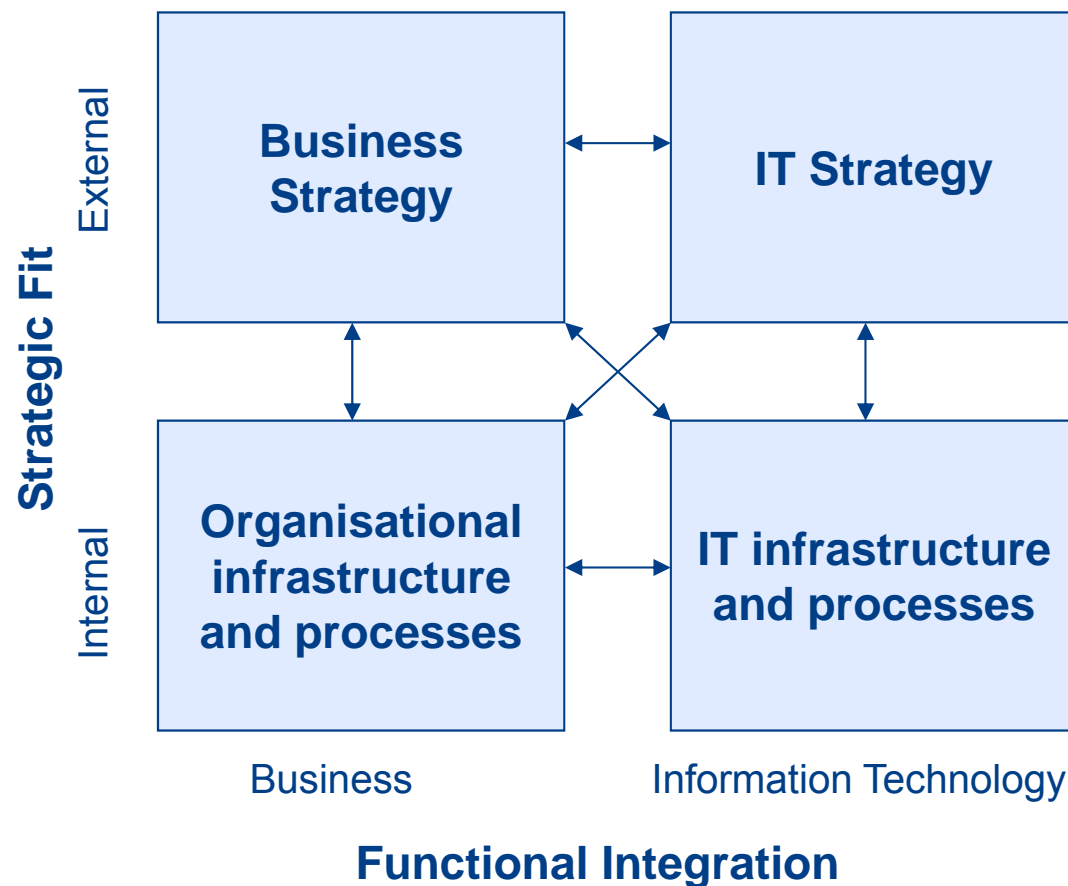 Strategic Fit
External
Business
Strategy
IT Strategy
Internal
Organisational
infrastructure
and processes
IT infrastructure
and processes
Business
Information Technology
Functional Integration